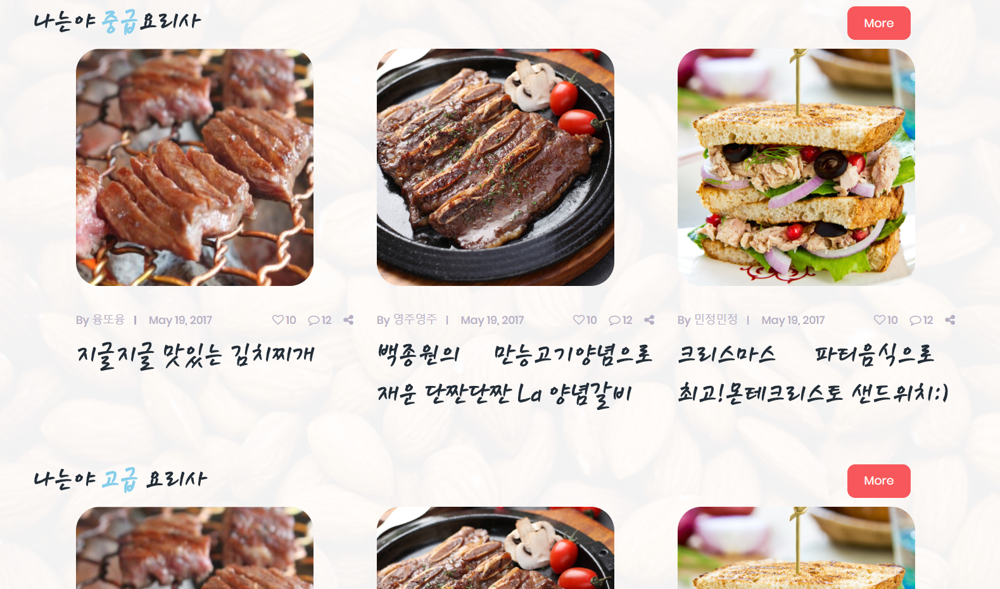 나는야 중급요리사
More
By 융또융 | May 19, 2017 10 12
By 영주영주 | May 19, 2017 10 12
By 민정민정 | May 19, 2017 10 12
지글지글 맛있는 김치찌개
백종원의 만능고기양념으로
재운 단짠단짠 La 양념갈비
크리스마스 파터음식으로
최고!몬테크리스토 샌드위치:)
나는야 고급 요리사
More